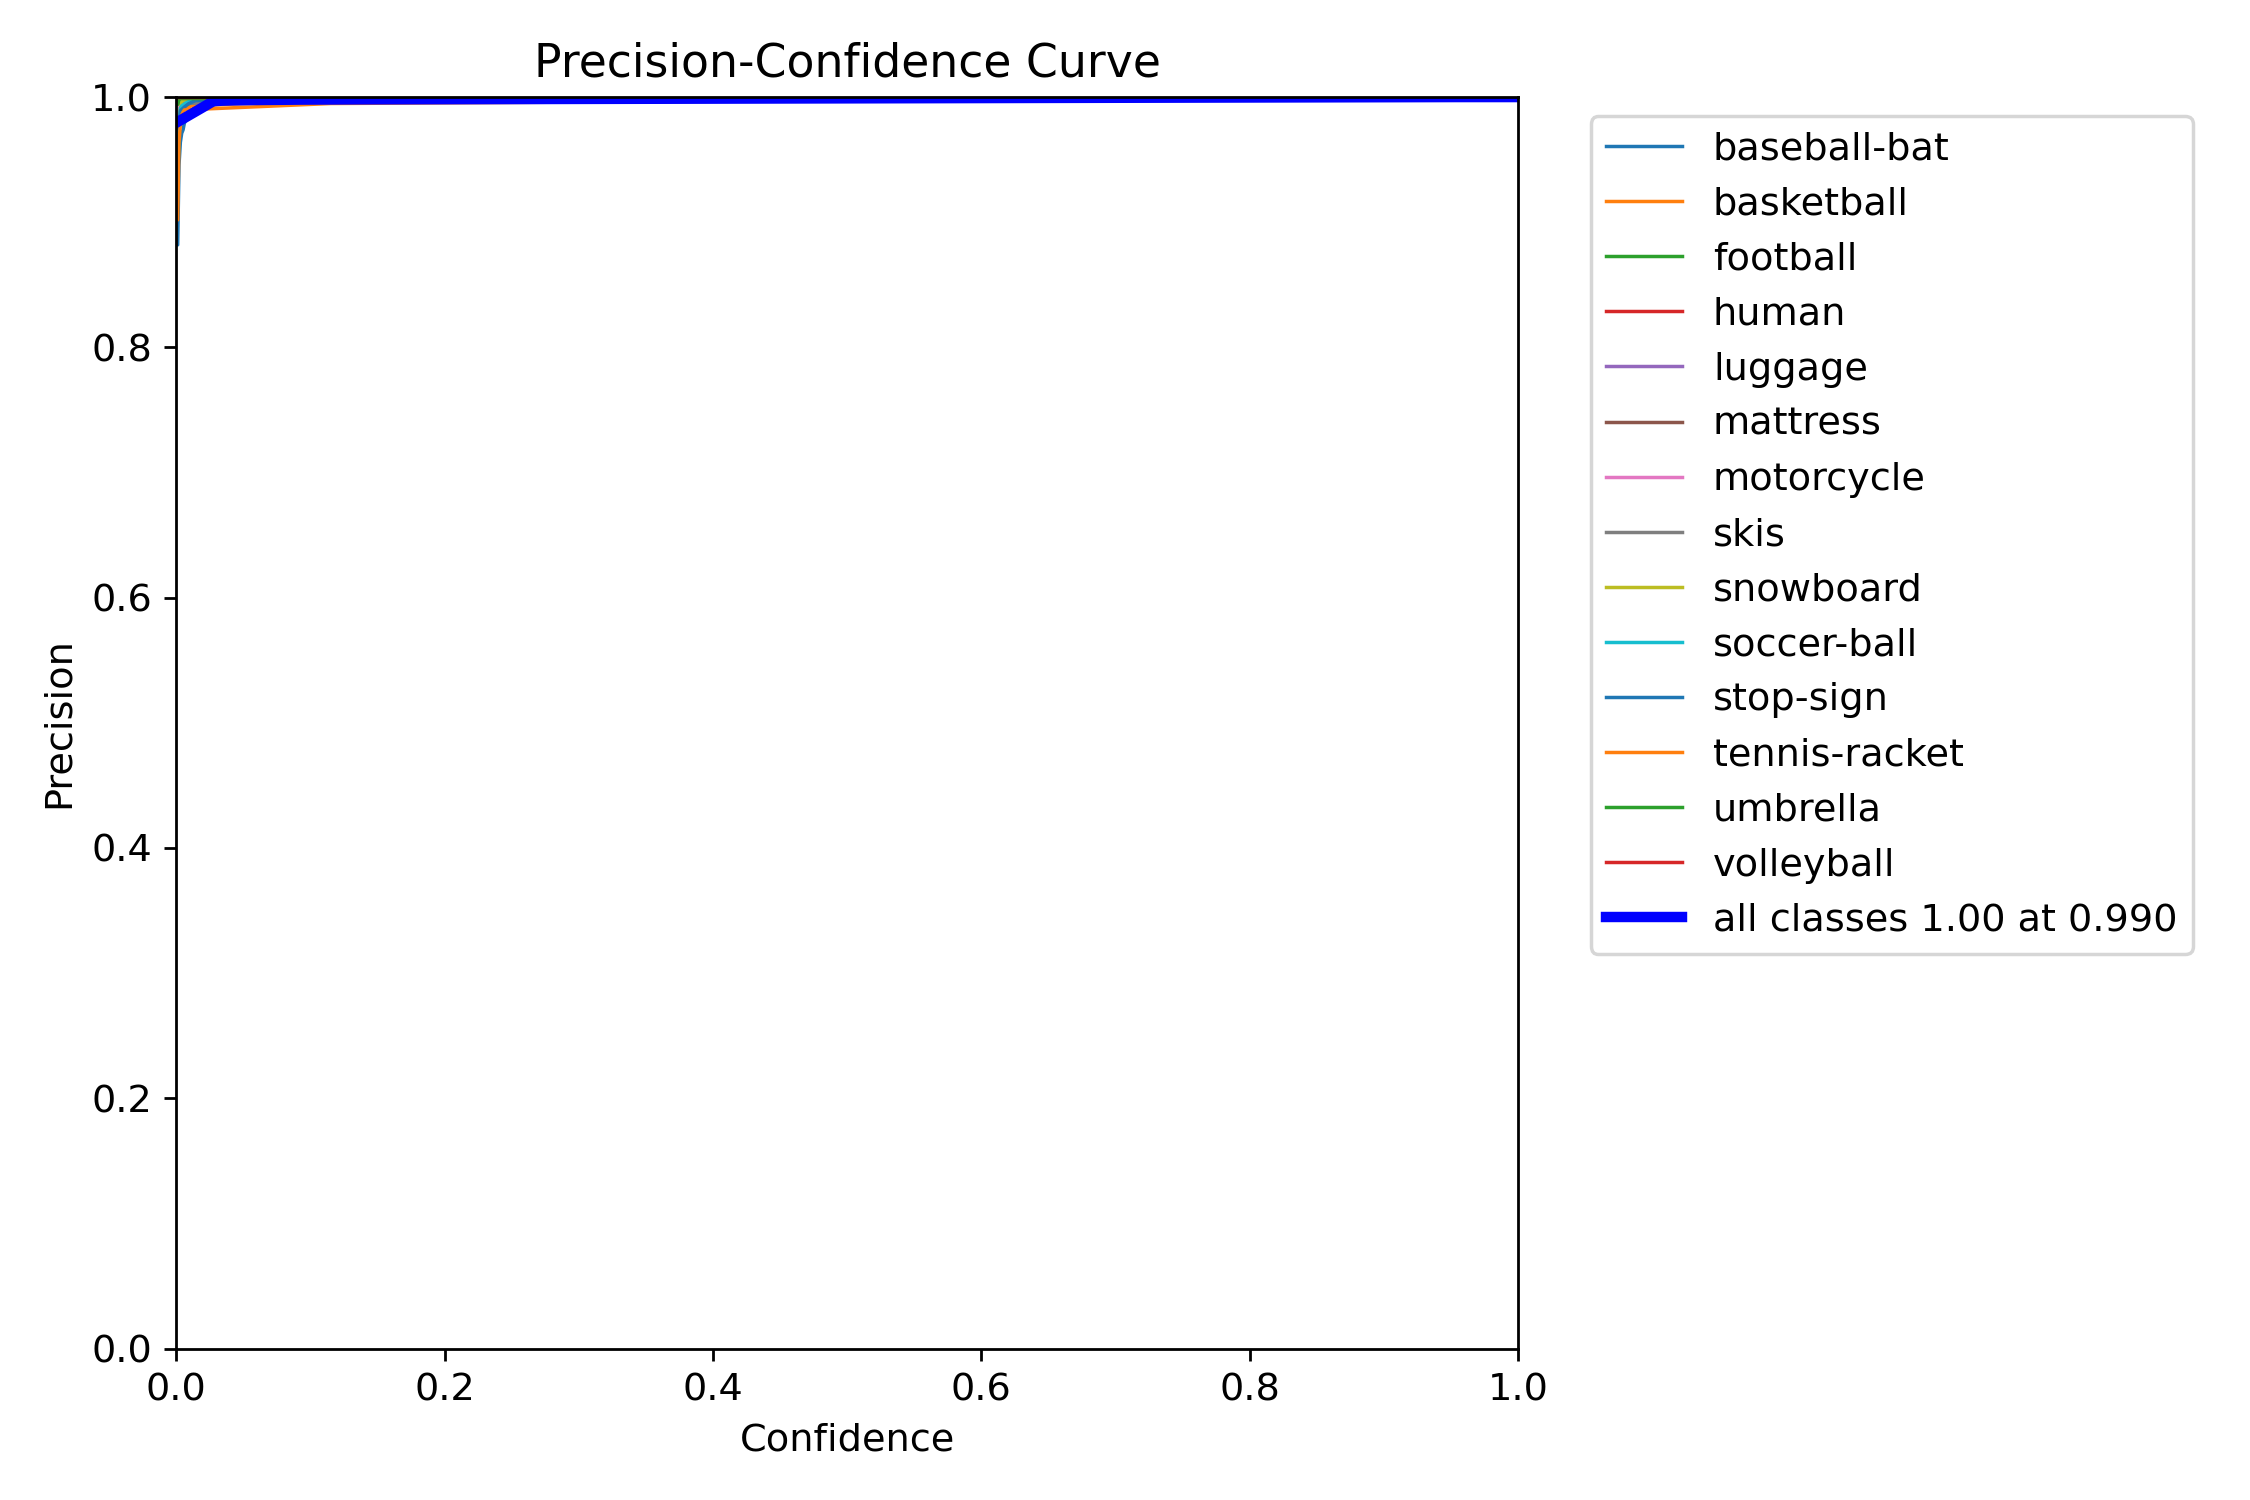 Precision-Confidence Curve
1.0
0.8
0.6
0.4
0.2
0.0
Precision
0.0 0.2 0.4 0.6 0.8 1.0
Confidence
baseball-bat
basketball
football
human
luggage
mattress
motorcycle
skis
snowboard
soccer-ball
stop-sign
tennis-racket
umbrella
volleyball
all classes 1.00 at 0.990